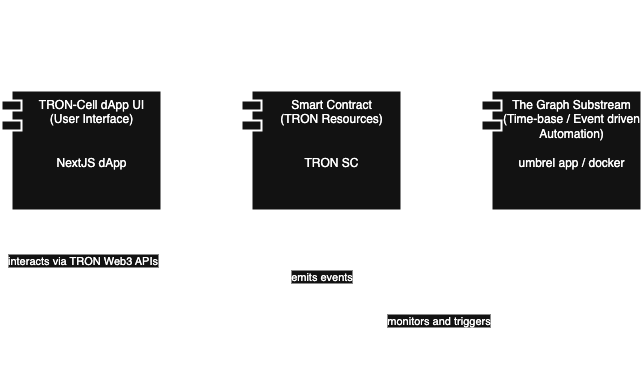 TRON-Cell dApp UI
(User Interface)
NextJS dApp
Smart Contract
(TRON Resources)
TRON SC
The Graph Substream
(Time-base / Event driven
Automation)
umbrel app / docker
interacts via TRON Web3 APIs
emits events
monitors and triggers